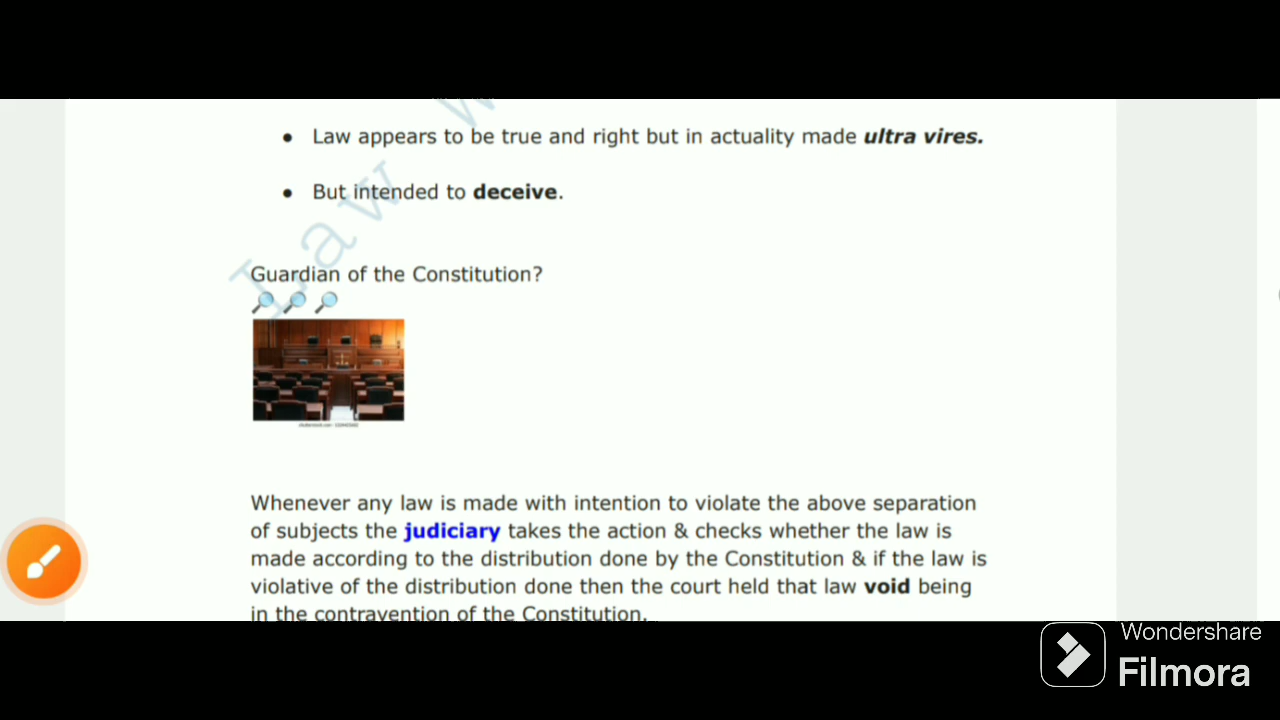 • Law appears to be true and right but in actuality made ultra vires.
• But intended to deceive.
Guardian of the Constitution?
Whenever any law is made with intention to violate the above separation
of subjects the judiciary takes the action & checks whether the law is
made according to the distribution done by the Constitution & if the law is
violative of the distribution done then the court held that law void being
in the contravention of the Constitution.
Law w
Wondershare
Filmora